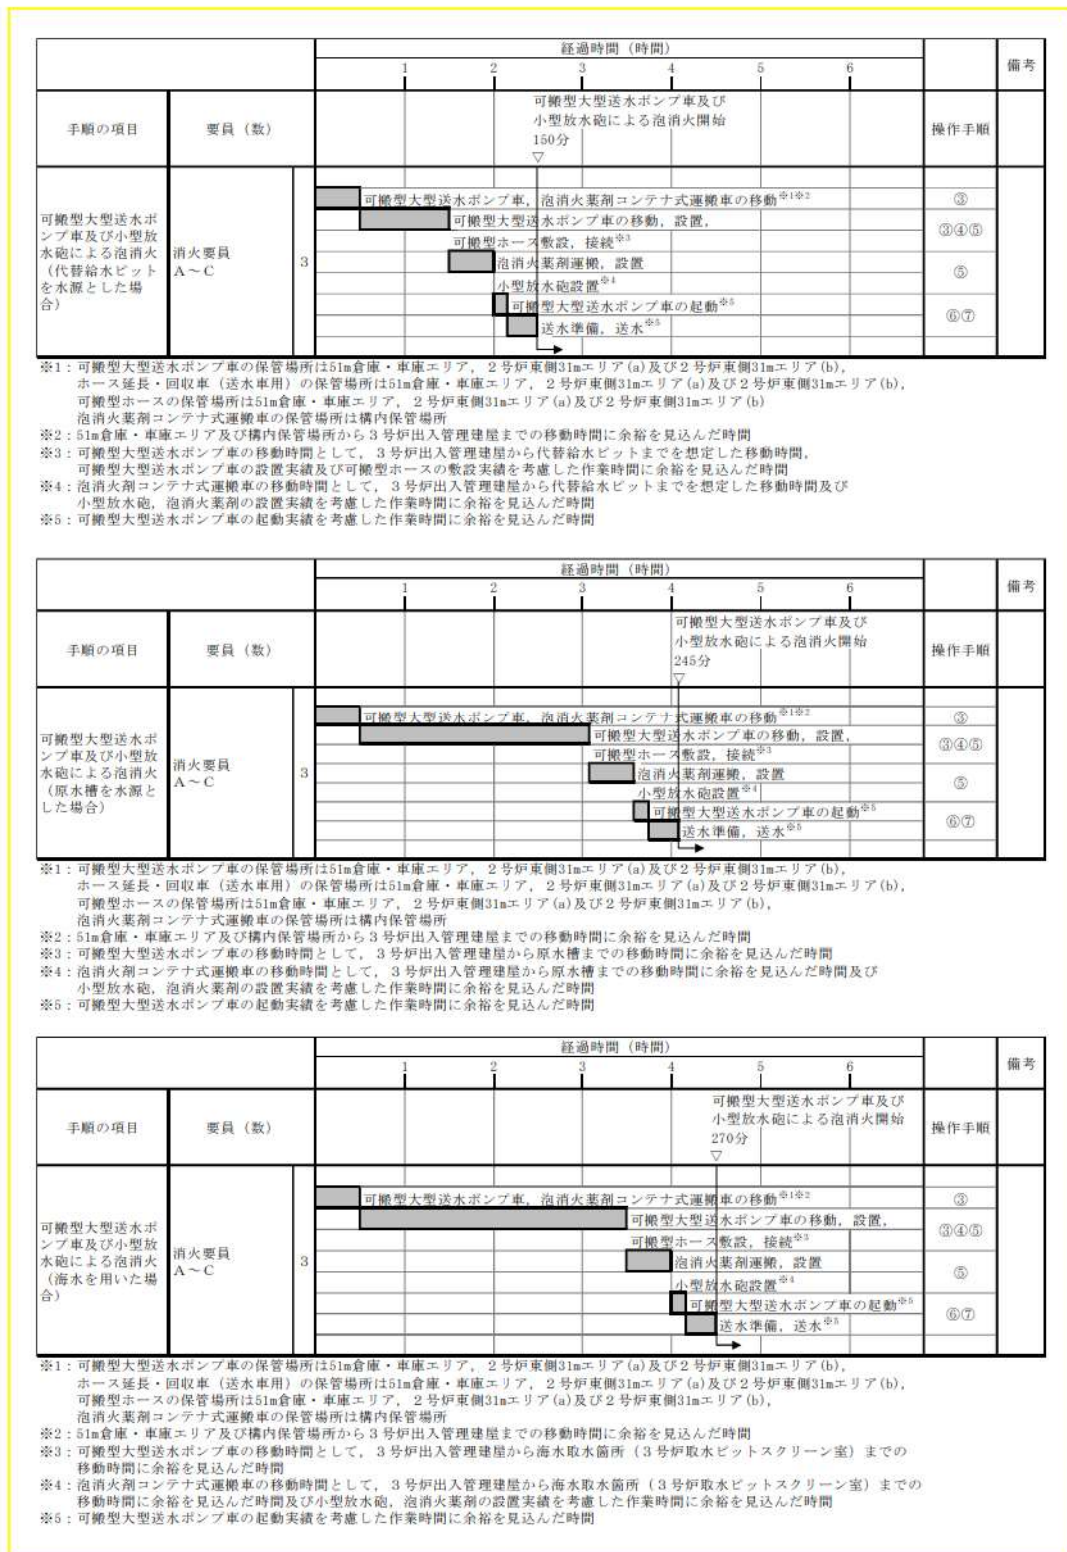 経過時間（時間）
備考
1 2 3 4 5 6
手順の項目
要員（数）
可搬型大型送水ポンプ車及び
小型放水砲による泡消火開始
150分
▽
操作手順
可搬型大型送水ポ
ンプ車及び小型放
水砲による泡消火
（代替給水ピット
を水源とした場
合）
消火要員
A～C
3
可搬型大型送水ポンプ車，泡消火薬剤コンテナ式運搬車の移動※1※2
③
可搬型大型送水ポンプ車の移動，設置，
可搬型ホース敷設，接続※3
③④⑤
泡消火薬剤運搬，設置
小型放水砲設置※4
⑤
可搬型大型送水ポンプ車の起動※5
送水準備，送水※5
⑥⑦
※1：可搬型大型送水ポンプ車の保管場所は51m倉庫・車庫エリア，２号炉東側31mエリア(a)及び２号炉東側31mエリア(b)，
ホース延長・回収車（送水車用）の保管場所は51m倉庫・車庫エリア，２号炉東側31mエリア(a)及び２号炉東側31mエリア(b)，
可搬型ホースの保管場所は51m倉庫・車庫エリア，２号炉東側31mエリア(a)及び２号炉東側31mエリア(b)
泡消火薬剤コンテナ式運搬車の保管場所は構内保管場所
※2：51m倉庫・車庫エリア及び構内保管場所から３号炉出入管理建屋までの移動時間に余裕を見込んだ時間
※3：可搬型大型送水ポンプ車の移動時間として，３号炉出入管理建屋から代替給水ピットまでを想定した移動時間，
可搬型大型送水ポンプ車の設置実績及び可搬型ホースの敷設実績を考慮した作業時間に余裕を見込んだ時間
※4：泡消火薬剤コンテナ式運搬車の移動時間として，３号炉出入管理建屋から代替給水ピットまでを想定した移動時間及び
小型放水砲，泡消火薬剤の設置実績を考慮した作業時間に余裕を見込んだ時間
※5：可搬型大型送水ポンプ車の起動実績を考慮した作業時間に余裕を見込んだ時間
経過時間（時間）
備考
1 2 3 4 5 6
手順の項目
要員（数）
可搬型大型送水ポンプ車及び
小型放水砲による泡消火開始
245分
▽
操作手順
可搬型大型送水ポ
ンプ車及び小型放
水砲による泡消火
（原水槽を水源と
した場合）
消火要員
A～C
3
可搬型大型送水ポンプ車，泡消火薬剤コンテナ式運搬車の移動※1※2
③
可搬型大型送水ポンプ車の移動，設置，
可搬型ホース敷設，接続※3
③④⑤
泡消火薬剤運搬，設置
小型放水砲設置※4
⑤
可搬型大型送水ポンプ車の起動※5
送水準備，送水※5
⑥⑦
※1：可搬型大型送水ポンプ車の保管場所は51m倉庫・車庫エリア，２号炉東側31mエリア(a)及び２号炉東側31mエリア(b)，
ホース延長・回収車（送水車用）の保管場所は51m倉庫・車庫エリア，２号炉東側31mエリア(a)及び２号炉東側31mエリア(b)，
可搬型ホースの保管場所は51m倉庫・車庫エリア，２号炉東側31mエリア(a)及び２号炉東側31mエリア(b)，
泡消火薬剤コンテナ式運搬車の保管場所は構内保管場所
※2：51m倉庫・車庫エリア及び構内保管場所から３号炉出入管理建屋までの移動時間に余裕を見込んだ時間
※3：可搬型大型送水ポンプ車の移動時間として，３号炉出入管理建屋から原水槽までの移動時間に余裕を見込んだ時間
※4：泡消火剤コンテナ式運搬車の移動時間として，３号炉出入管理建屋から原水槽までの移動時間に余裕を見込んだ時間及び
小型放水砲，泡消火薬剤の設置実績を考慮した作業時間に余裕を見込んだ時間
※5：可搬型大型送水ポンプ車の起動実績を考慮した作業時間に余裕を見込んだ時間
経過時間（時間）
備考
1 2 3 4 5 6
手順の項目
要員（数）
可搬型大型送水ポンプ車及び
小型放水砲による泡消火開始
270分
▽
操作手順
可搬型大型送水ポ
ンプ車及び小型放
水砲による泡消火
（海水を用いた場
合）
消火要員
A～C
3
可搬型大型送水ポンプ車，泡消火薬剤コンテナ式運搬車の移動※1※2
③
可搬型大型送水ポンプ車の移動，設置，
可搬型ホース敷設，接続※3
③④⑤
泡消火薬剤運搬，設置
小型放水砲設置※4
⑤
可搬型大型送水ポンプ車の起動※5
送水準備，送水※5
⑥⑦
※1：可搬型大型送水ポンプ車の保管場所は51m倉庫・車庫エリア，２号炉東側31mエリア(a)及び２号炉東側31mエリア(b)，
ホース延長・回収車（送水車用）の保管場所は51m倉庫・車庫エリア，２号炉東側31mエリア(a)及び２号炉東側31mエリア(b)，
可搬型ホースの保管場所は51m倉庫・車庫エリア，２号炉東側31mエリア(a)及び２号炉東側31mエリア(b)，
泡消火薬剤コンテナ式運搬車の保管場所は構内保管場所
※2：51m倉庫・車庫エリア及び構内保管場所から３号炉出入管理建屋までの移動時間に余裕を見込んだ時間
※3：可搬型大型送水ポンプ車の移動時間として，３号炉出入管理建屋から海水取水箇所（３号炉取水ピットスクリーン室）までの
移動時間に余裕を見込んだ時間
※4：泡消火剤コンテナ式運搬車の移動時間として，３号炉出入管理建屋から海水取水箇所（３号炉取水ピットスクリーン室）までの
移動時間に余裕を見込んだ時間及び小型放水砲，泡消火薬剤の設置実績を考慮した作業時間に余裕を見込んだ時間
※5：可搬型大型送水ポンプ車の起動実績を考慮した作業時間に余裕を見込んだ時間